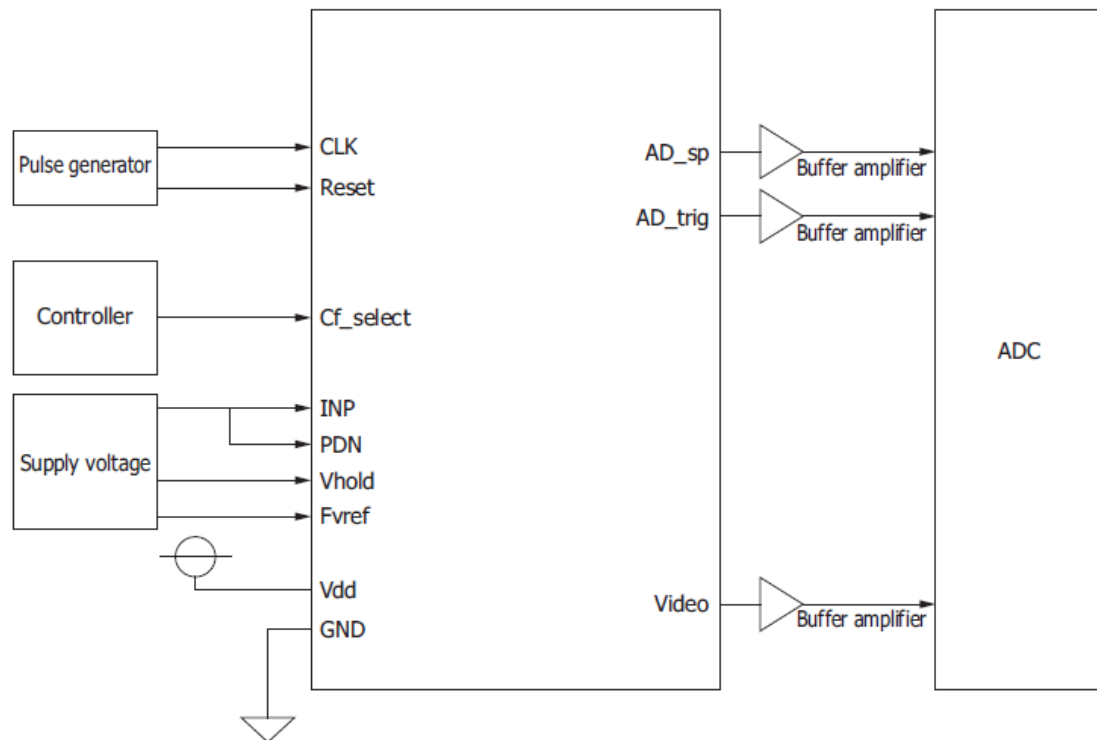 Pulse generator
CLK
Reset
Controller
Cf_select
Supply voltage
INP
PDN
Vhold
Fvref
Vdd
GND
AD_sp
Buffer amplifier
AD_trig
Buffer amplifier
Video
Buffer amplifier
ADC